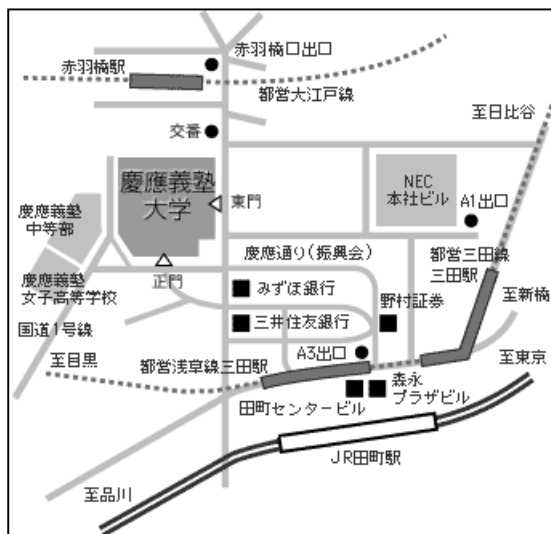 赤羽橋口出口
赤羽橋駅
都営大江戸線
至日比谷
交番
慶應義塾
大学
東門
NEC
本社ビル
A1出口
慶應義塾
中等部
慶應通り(振興会)
都営三田線
三田駅
慶應義塾
女子高等学校
正門
みずほ銀行
野村証券
至新橋
三井住友銀行
国道1号線
至目黒
都営浅草線三田駅
A3出口
至東京
田町センタービル
森永
プラザビル
JR田町駅
至品川